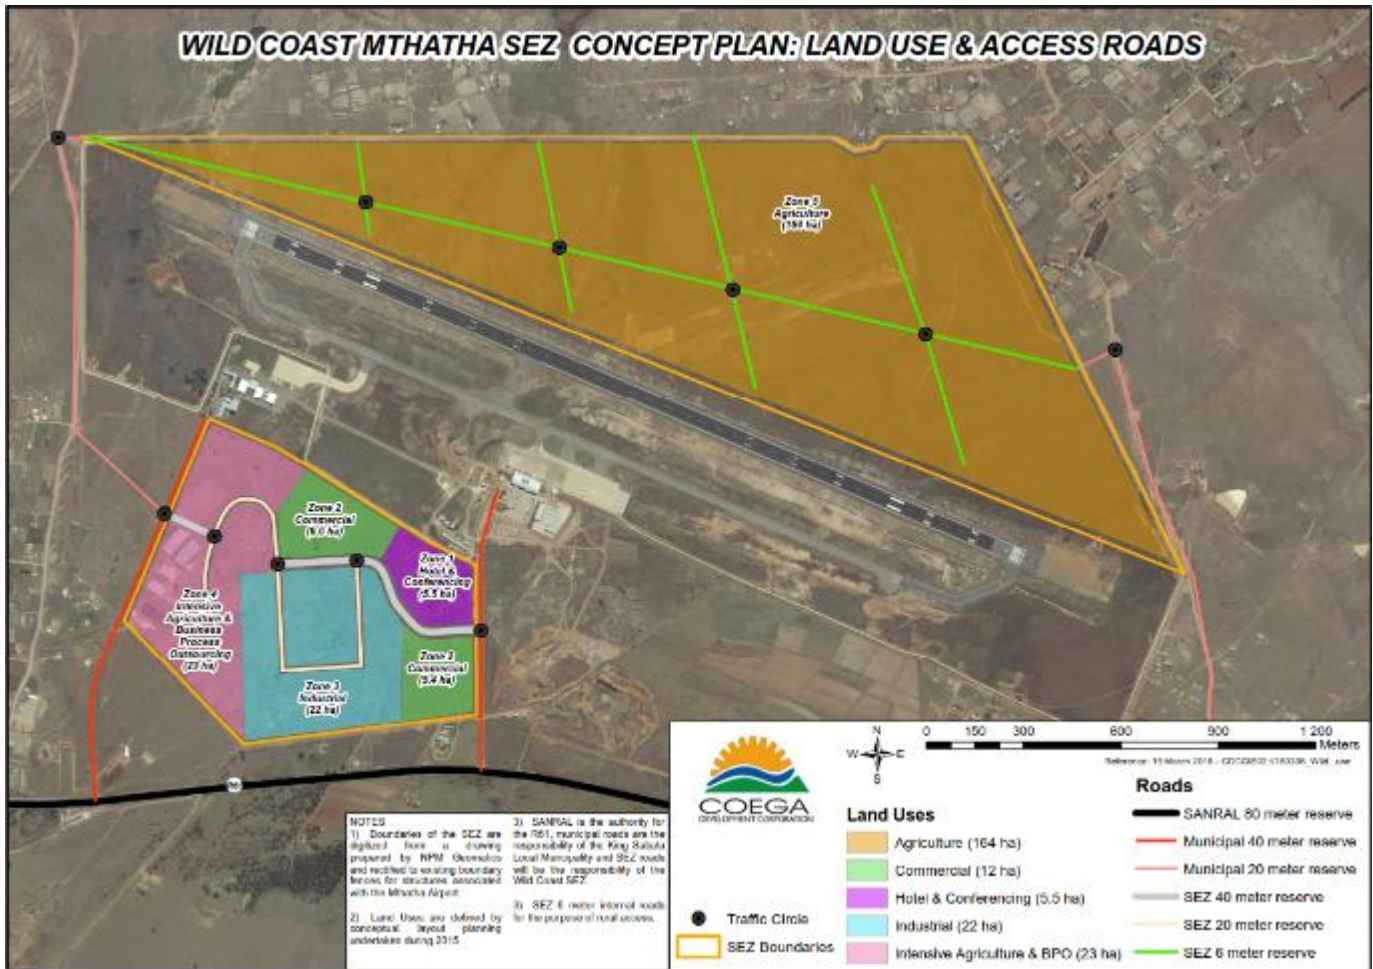 WILD COAST MTHATHA SEZ CONCEPT PLAN: LAND USE & ACCESS ROADS
Zone 5
Agriculture
(164 ha)
Zone 2
Commercial
Zone 1
Hotel &
Conferencing
(5.5 ha)
Zone 4
Intensive
Agriculture &
Business
Process
Outsourcing
(23 ha)
Zone 3
Industrial
(22 ha)
Commercial
(5.4 ha)
NOTES
1) Boundaries of the SEZ are
digitized from a drawing
prepared by NPM Geomatics
and rectified to existing boundary
fences for structures associated
with the Mthatha Airport
2) Land Uses are defined by
conceptual layout planning
undertaken during 2015
3) SANRAL is the authority for
the R61, municipal roads are the
responsibility of the King Sabata
Local Municipality and SEZ roads
will be the responsibility of the
Wild Coast SEZ.
3) SEZ 6 meter internal roads
for the purpose of rural access.
COEGA
DEVELOPMENT CORPORATION
Traffic Circle
SEZ Boundaries
N
W E
S
0 150 300 600 900 1 200
Meters
Land Uses
Agriculture (164 ha)
Commercial (12 ha)
Hotel & Conferencing (5.5 ha)
Industrial (22 ha)
Intensive Agriculture & BPO (23 ha)
Roads
SANRAL 80 meter reserve
Municipal 40 meter reserve
Municipal 20 meter reserve
SEZ 40 meter reserve
SEZ 20 meter reserve
SEZ 6 meter reserve